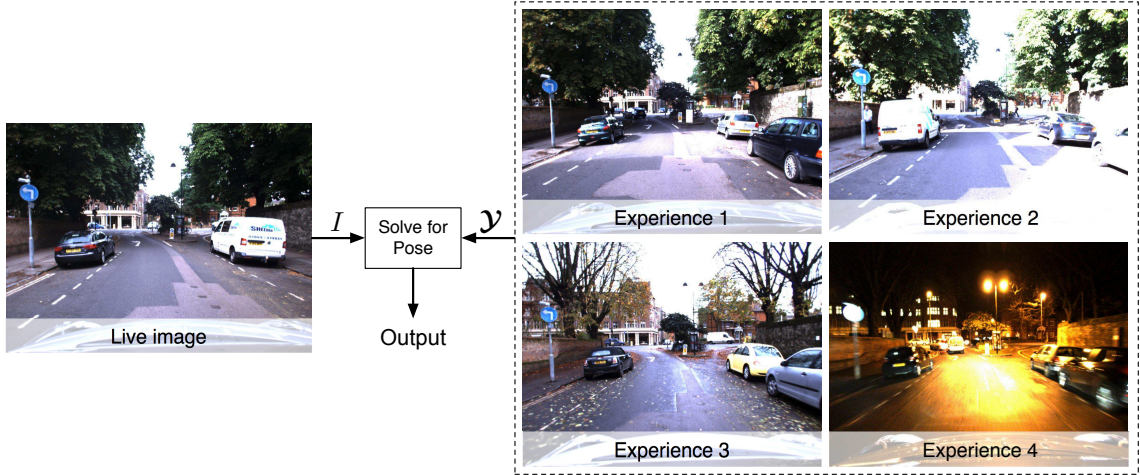 Live image
I
Solve for
Pose
Output
𝒴
Experience 1
Experience 2
Experience 3
Experience 4